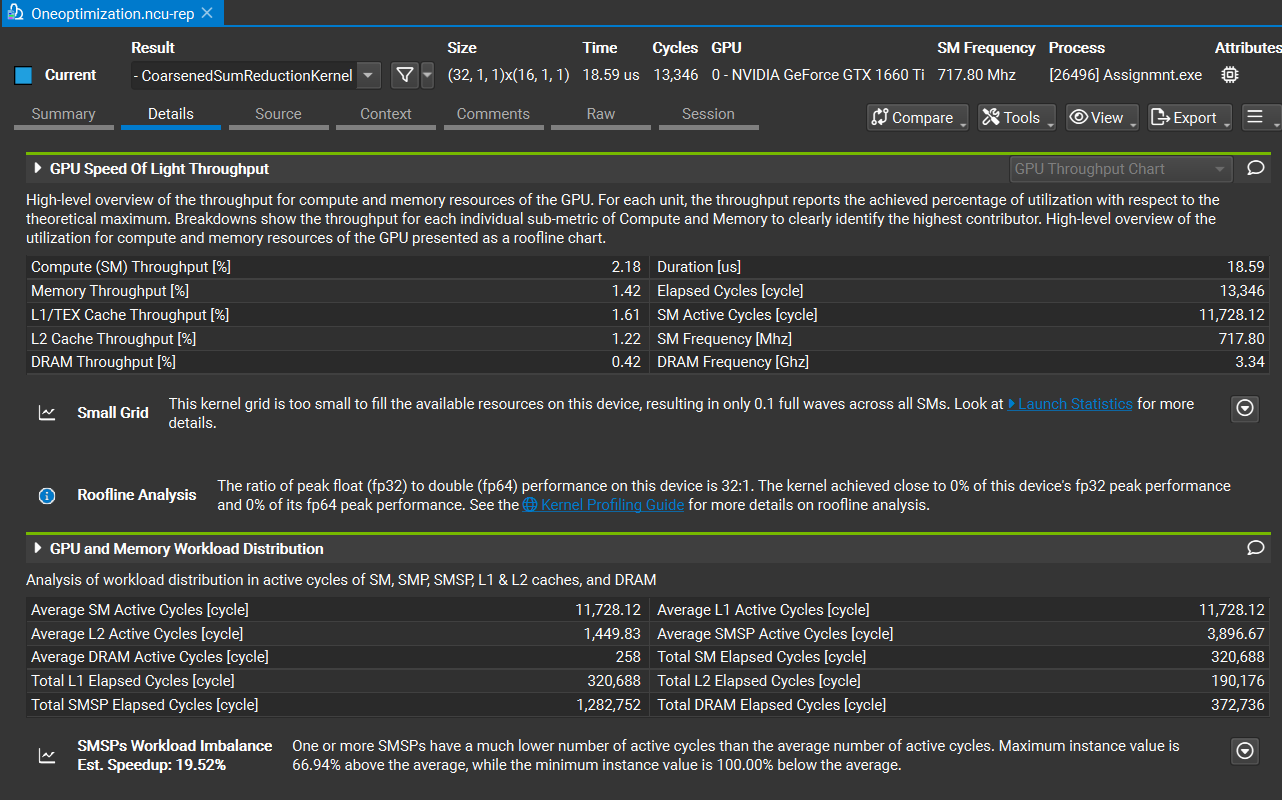 Oneoptimization.ncu-rep
Result Size Time Cycles GPU SM Frequency Process Attributes
Current - CoarsenedSumReductionKernel (32, 1, 1)x(16, 1, 1) 18.59 us 13,346 0 - NVIDIA GeForce GTX 1660 Ti 717.80 Mhz [26496] Assignmnt.exe
Summary Details Source Context Comments Raw Session Compare Tools View Export
GPU Speed Of Light Throughput GPU Throughput Chart
High-level overview of the throughput for compute and memory resources of the GPU. For each unit, the throughput reports the achieved percentage of utilization with respect to the
theoretical maximum. Breakdowns show the throughput for each individual sub-metric of Compute and Memory to clearly identify the highest contributor. High-level overview of the
utilization for compute and memory resources of the GPU presented as a roofline chart.
Compute (SM) Throughput [%] 2.18 Duration [us] 18.59
Memory Throughput [%] 1.42 Elapsed Cycles [cycle] 13,346
L1/TEX Cache Throughput [%] 1.61 SM Active Cycles [cycle] 11,728.12
L2 Cache Throughput [%] 1.22 SM Frequency [Mhz] 717.80
DRAM Throughput [%] 0.42 DRAM Frequency [Ghz] 3.34
Small Grid This kernel grid is too small to fill the available resources on this device, resulting in only 0.1 full waves across all SMs. Look at Launch Statistics for more
details.
Roofline Analysis The ratio of peak float (fp32) to double (fp64) performance on this device is 32:1. The kernel achieved close to 0% of this device's fp32 peak performance
and 0% of its fp64 peak performance. See the Kernel Profiling Guide for more details on roofline analysis.
GPU and Memory Workload Distribution
Analysis of workload distribution in active cycles of SM, SMP, SMSP, L1 & L2 caches, and DRAM
Average SM Active Cycles [cycle] 11,728.12 Average L1 Active Cycles [cycle] 11,728.12
Average L2 Active Cycles [cycle] 1,449.83 Average SMSP Active Cycles [cycle] 3,896.67
Average DRAM Active Cycles [cycle] 258 Total SM Elapsed Cycles [cycle] 320,688
Total L1 Elapsed Cycles [cycle] 320,688 Total L2 Elapsed Cycles [cycle] 190,176
Total SMSP Elapsed Cycles [cycle] 1,282,752 Total DRAM Elapsed Cycles [cycle] 372,736
SMSPs Workload Imbalance One or more SMSPs have a much lower number of active cycles than the average number of active cycles. Maximum instance value is
Est. Speedup: 19.52% 66.94% above the average, while the minimum instance value is 100.00% below the average.